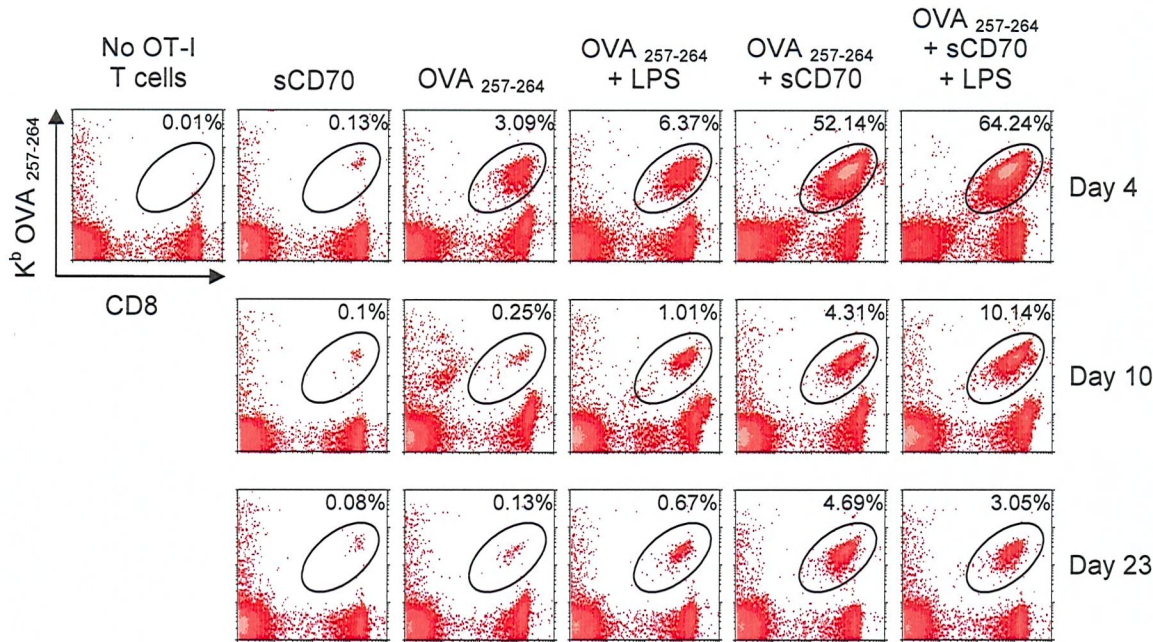 No OT-I
T cells
sCD70
OVA 257-264
OVA 257-264
+ LPS
OVA 257-264
+ sCD70
OVA 257-264
+ sCD70
+ LPS
K^b OVA 257-264
CD8
0.01%
0.13%
3.09%
6.37%
52.14%
64.24%
Day 4
0.1%
0.25%
1.01%
4.31%
10.14%
Day 10
0.08%
0.13%
0.67%
4.69%
3.05%
Day 23